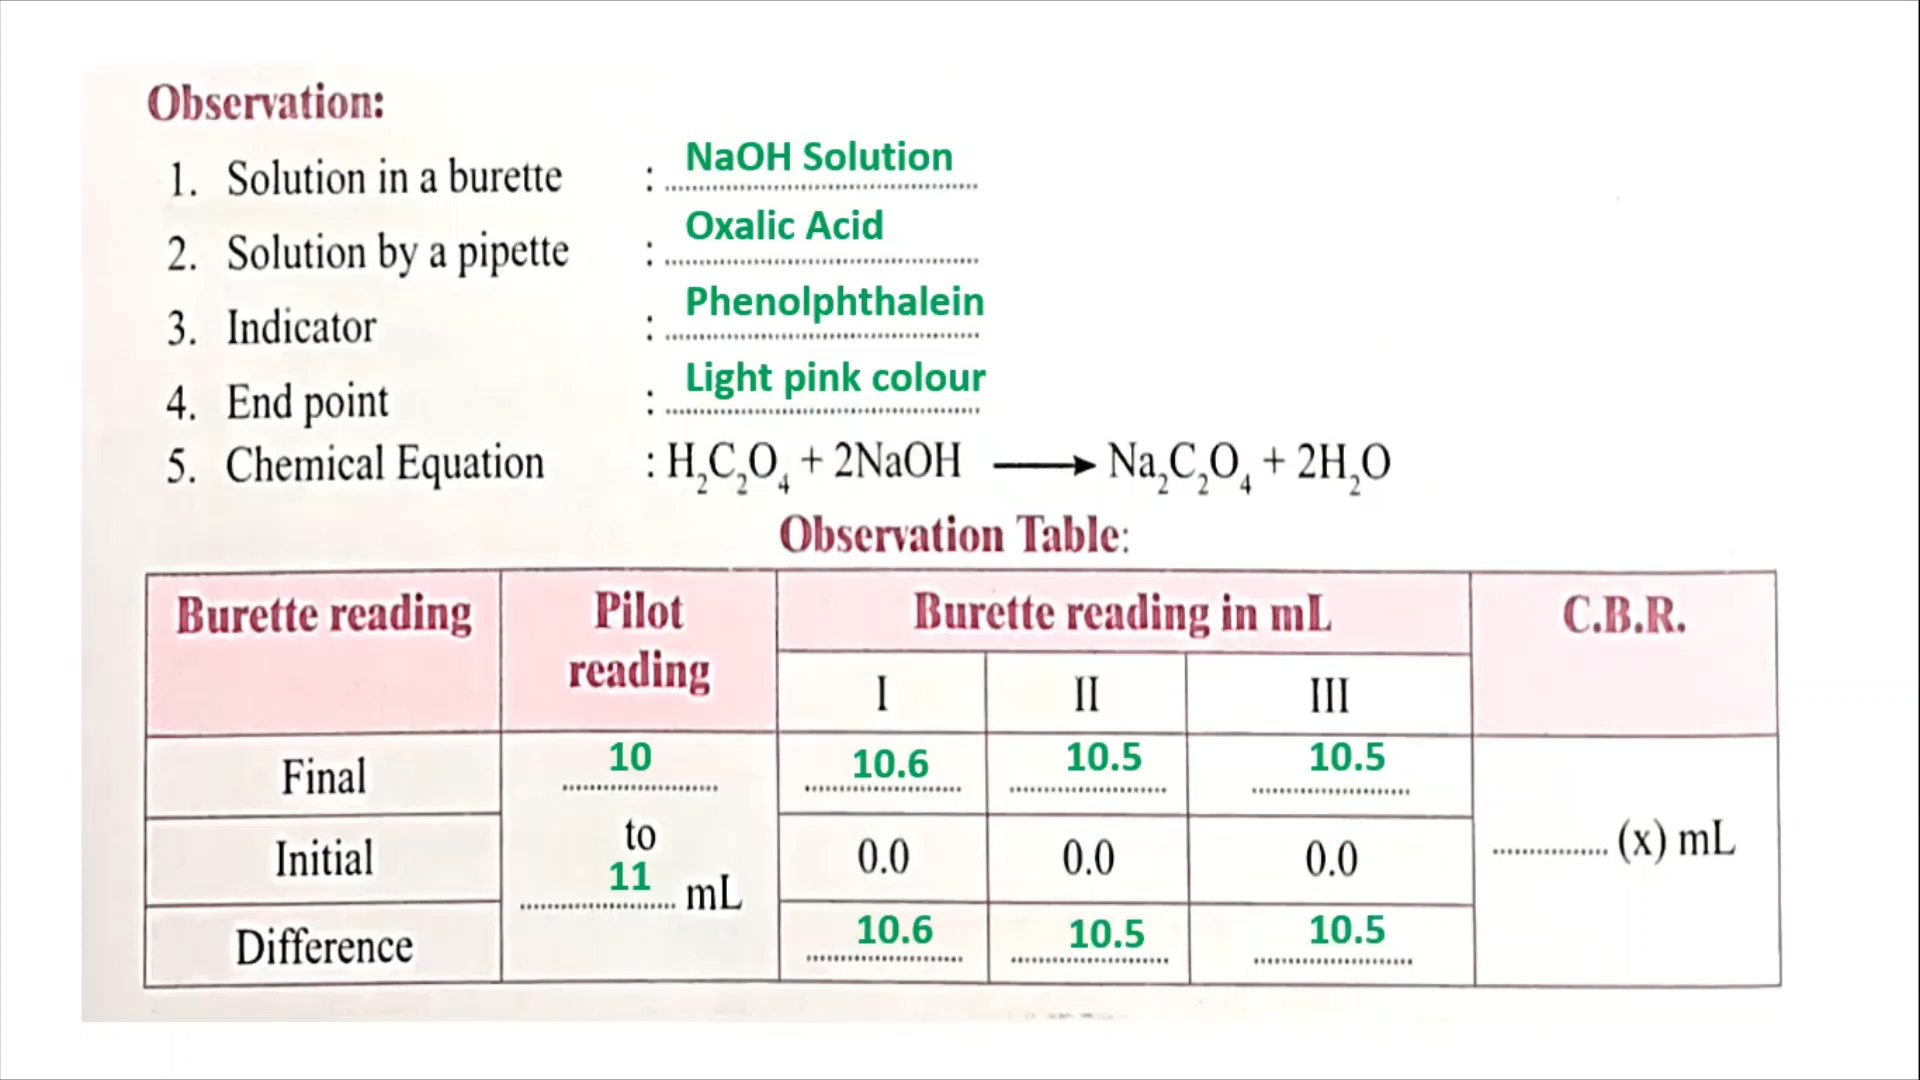 Observation:
1. Solution in a burette : NaOH Solution
2. Solution by a pipette : Oxalic Acid
3. Indicator : Phenolphthalein
4. End point : Light pink colour
5. Chemical Equation : H₂C₂O₄ + 2NaOH ⟶ Na₂C₂O₄ + 2H₂O
Observation Table:
Burette reading Pilot reading Burette reading in mL C.B.R.
I II III
Final 10 10.6 10.5 10.5
Initial to 11 mL 0.0 0.0 0.0 .............. (x) mL
Difference 10.6 10.5 10.5